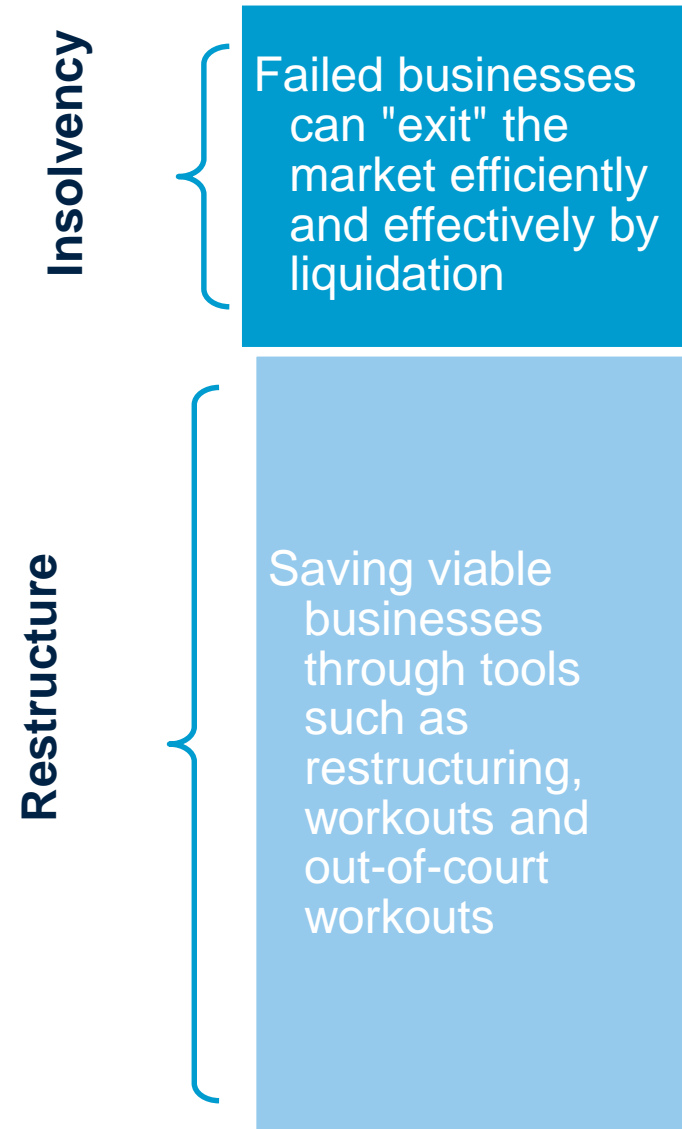 Insolvency
Failed businesses
can "exit" the
market efficiently
and effectively by
liquidation
Restructure
Saving viable
businesses
through tools
such as
restructuring,
workouts and
out-of-court
workouts